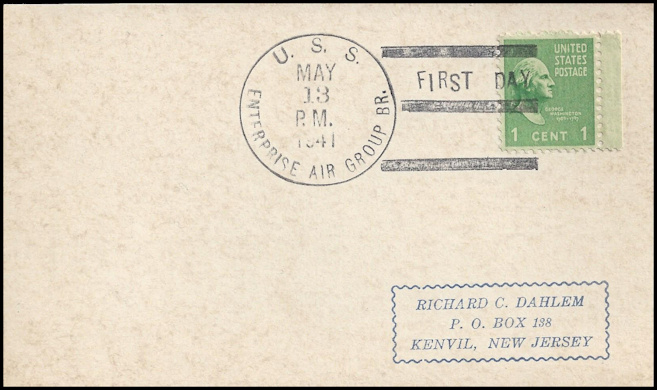 U. S. S.
MAY
13
P.M.
1941
ENTERPRISE AIR GROUP BR.
FIRST DAY
UNITED
STATES
POSTAGE
GEORGE
WASHINGTON
1 CENT 1
RICHARD C. DAHLEM
P. O. BOX 138
KENVIL, NEW JERSEY